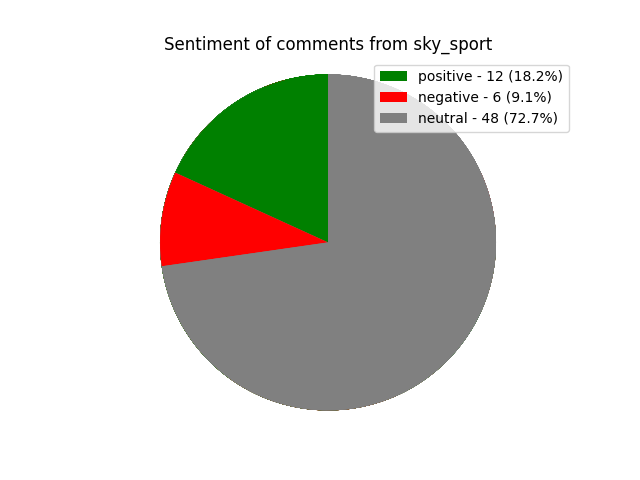 Sentiment of comments from sky_sport
positive - 12 (18.2%)
negative - 6 (9.1%)
neutral - 48 (72.7%)